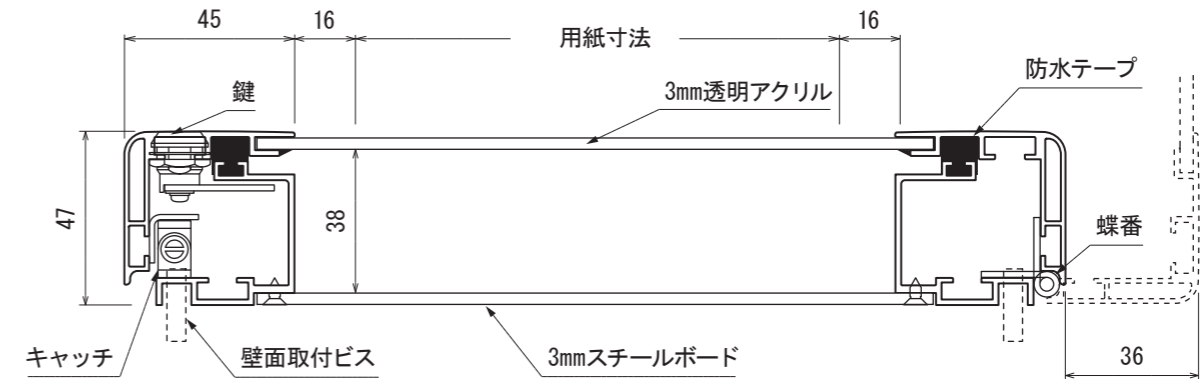 45
16
用紙寸法
16
防水テープ
鍵
3mm透明アクリル
47
38
蝶番
キャッチ
壁面取付ビス
3mmスチールボード
36